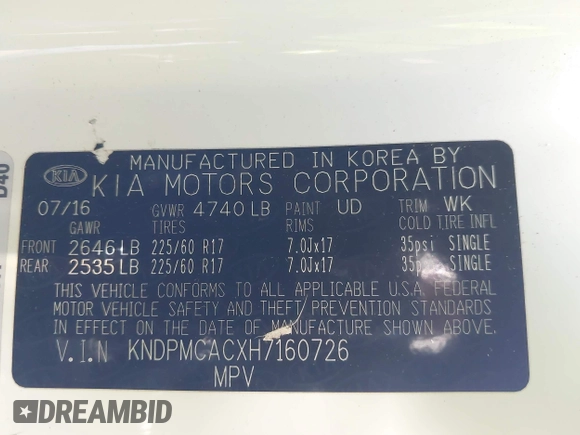 MANUFACTURED IN KOREA BY
KIA KIA MOTORS CORPORATION
07/16 GVWR 4740 LB PAINT UD TRIM WK
GAWR TIRES RIMS COLD TIRE INFL
FRONT 2646 LB 225/60 R17 7.0Jx17 35psi SINGLE
REAR 2535 LB 225/60 R17 7.0Jx17 35psi SINGLE
THIS VEHICLE CONFORMS TO ALL APPLICABLE U.S.A. FEDERAL
MOTOR VEHICLE SAFETY AND THEFT PREVENTION STANDARDS
IN EFFECT ON THE DATE OF MANUFACTURE SHOWN ABOVE.
V.I.N KNDPMCACXH7160726
MPV
D40
DREAMBID